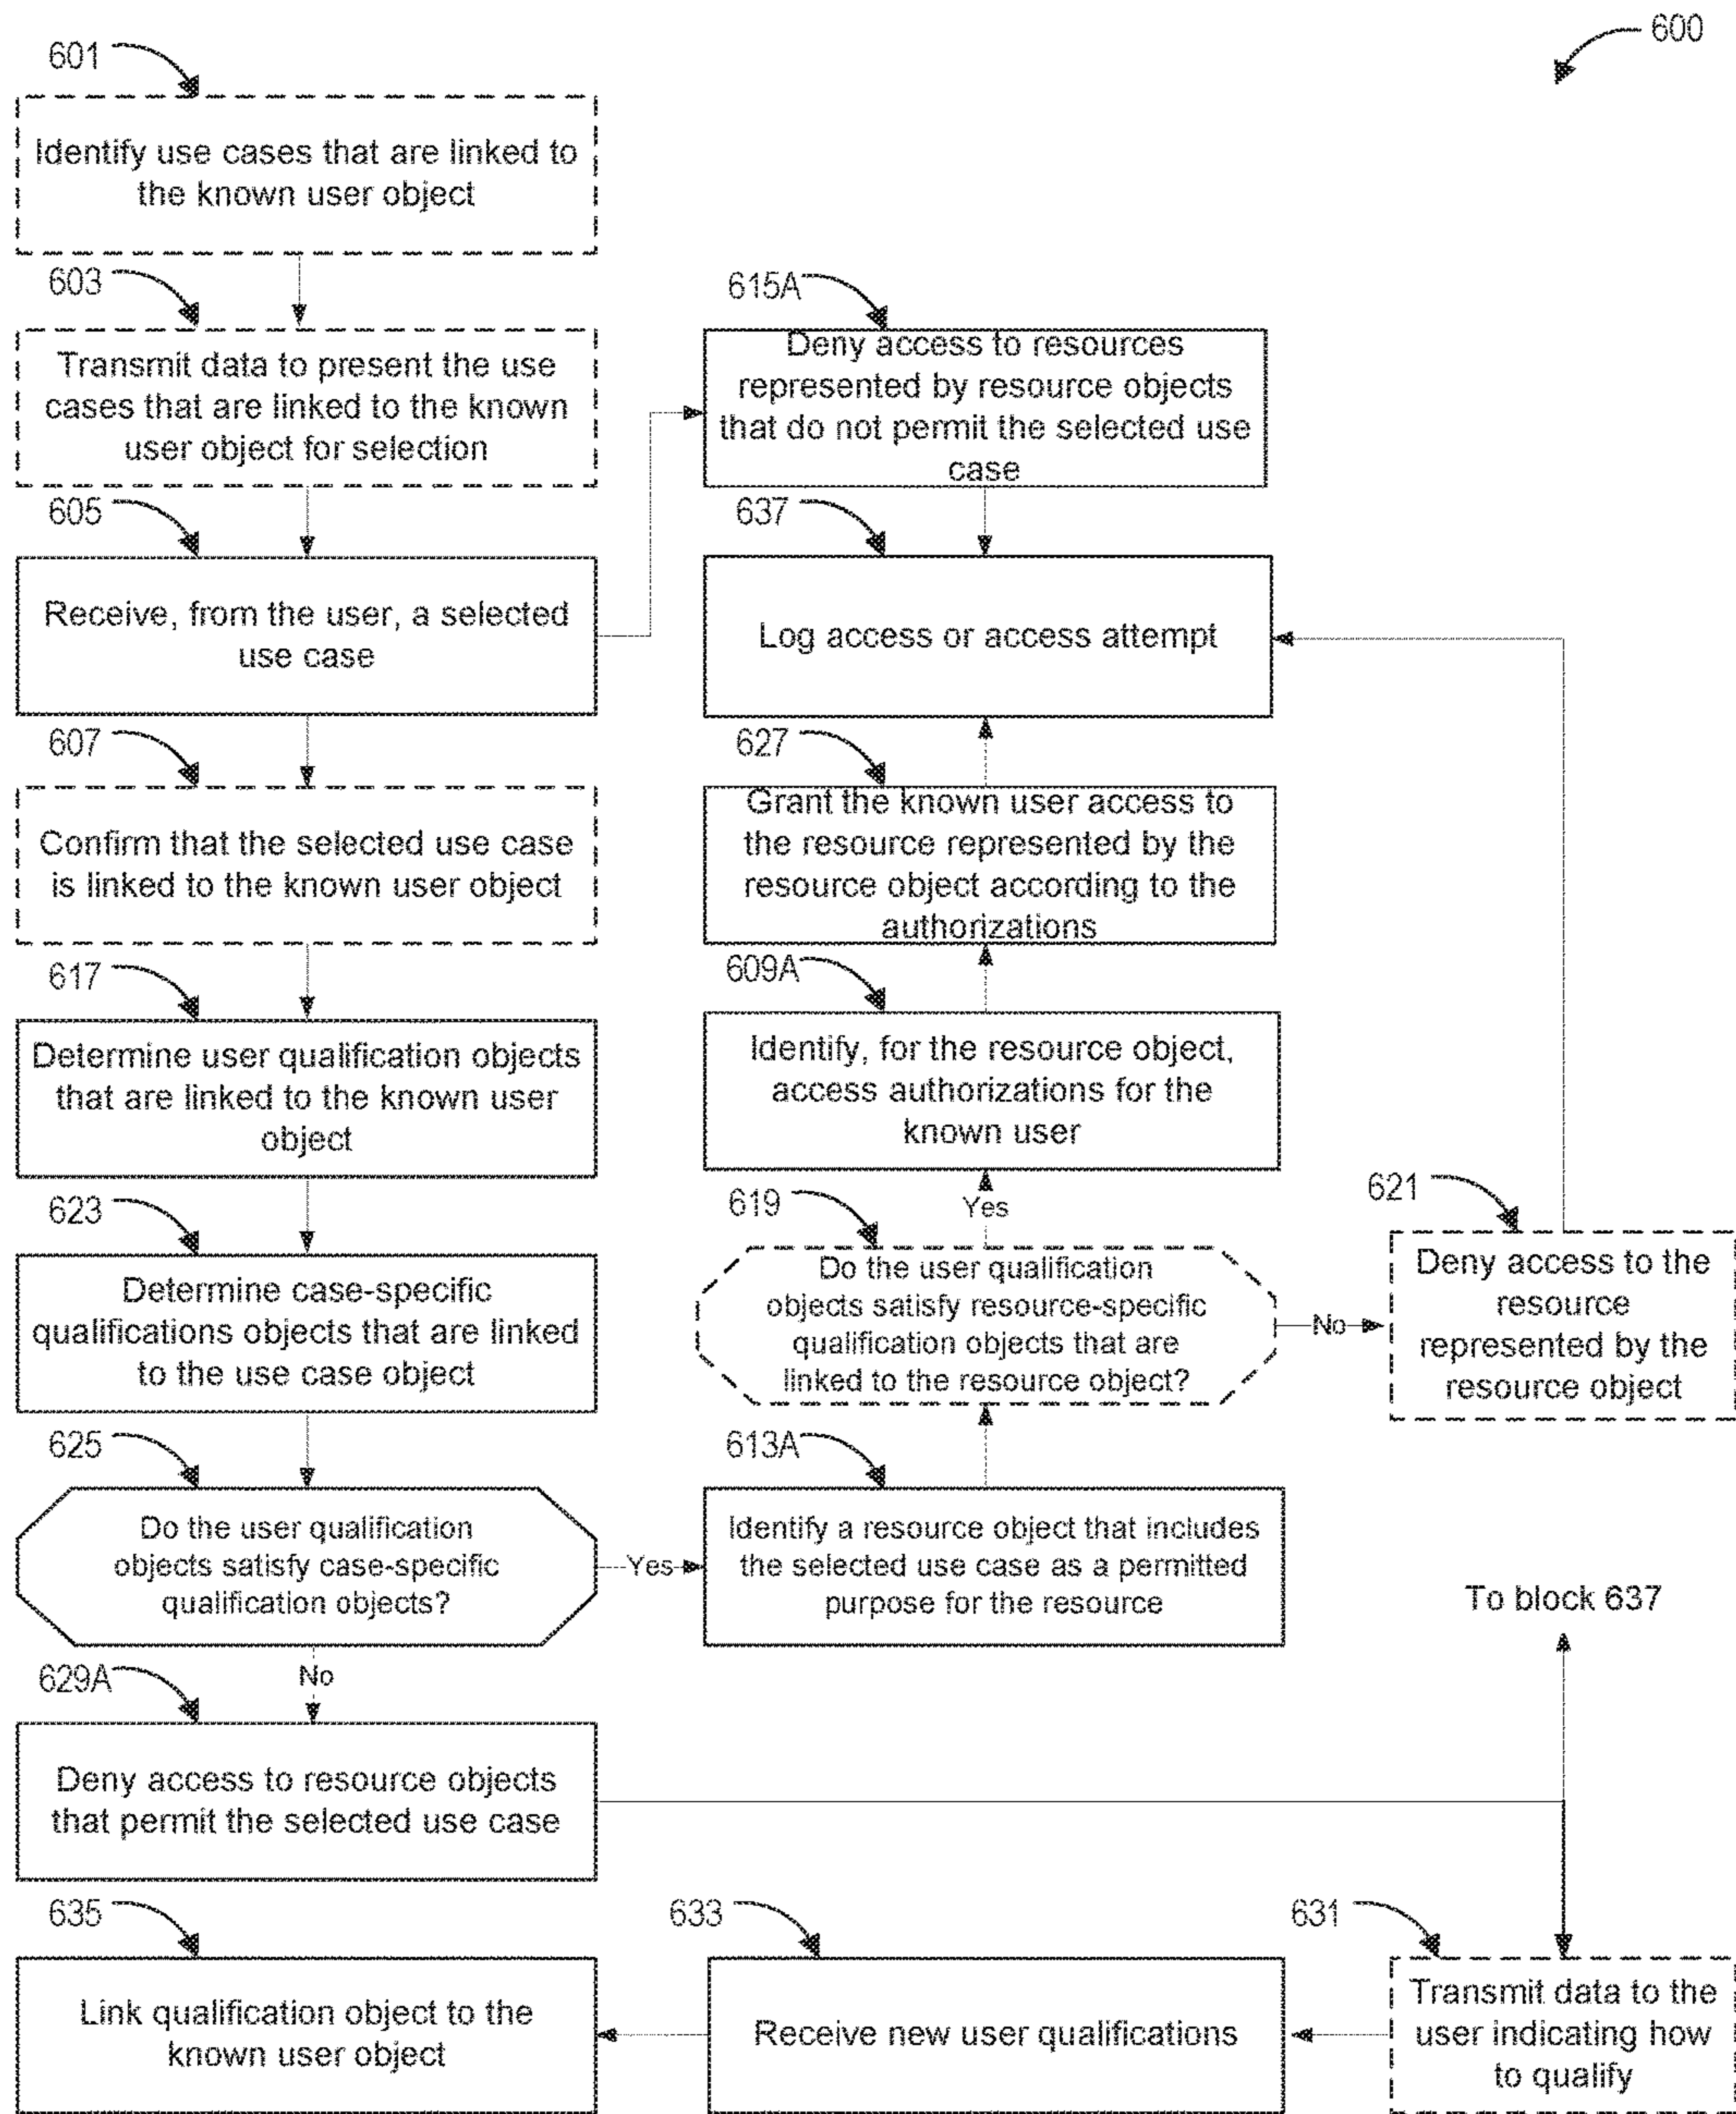 600
601
Identify use cases that are linked to
the known user object
603
Transmit data to present the use
cases that are linked to the known
user object for selection
605
Receive, from the user, a selected
use case
607
Confirm that the selected use case
is linked to the known user object
617
Determine user qualification objects
that are linked to the known user
object
623
Determine case-specific
qualifications objects that are linked
to the use case object
625
Do the user qualification
objects satisfy case-specific
qualification objects?
Yes
No
629A
Deny access to resource objects
that permit the selected use case
635
Link qualification object to the
known user object
615A
Deny access to resources
represented by resource objects
that do not permit the selected use
case
637
Log access or access attempt
627
Grant the known user access to
the resource represented by the
resource object according to the
authorizations
609A
Identify, for the resource object,
access authorizations for the
known user
Yes
619
Do the user qualification
objects satisfy resource-specific
qualification objects that are
linked to the resource object?
No
613A
Identify a resource object that includes
the selected use case as a permitted
purpose for the resource
633
Receive new user qualifications
621
Deny access to the
resource
represented by the
resource object
To block 637
631
Transmit data to the
user indicating how
to qualify